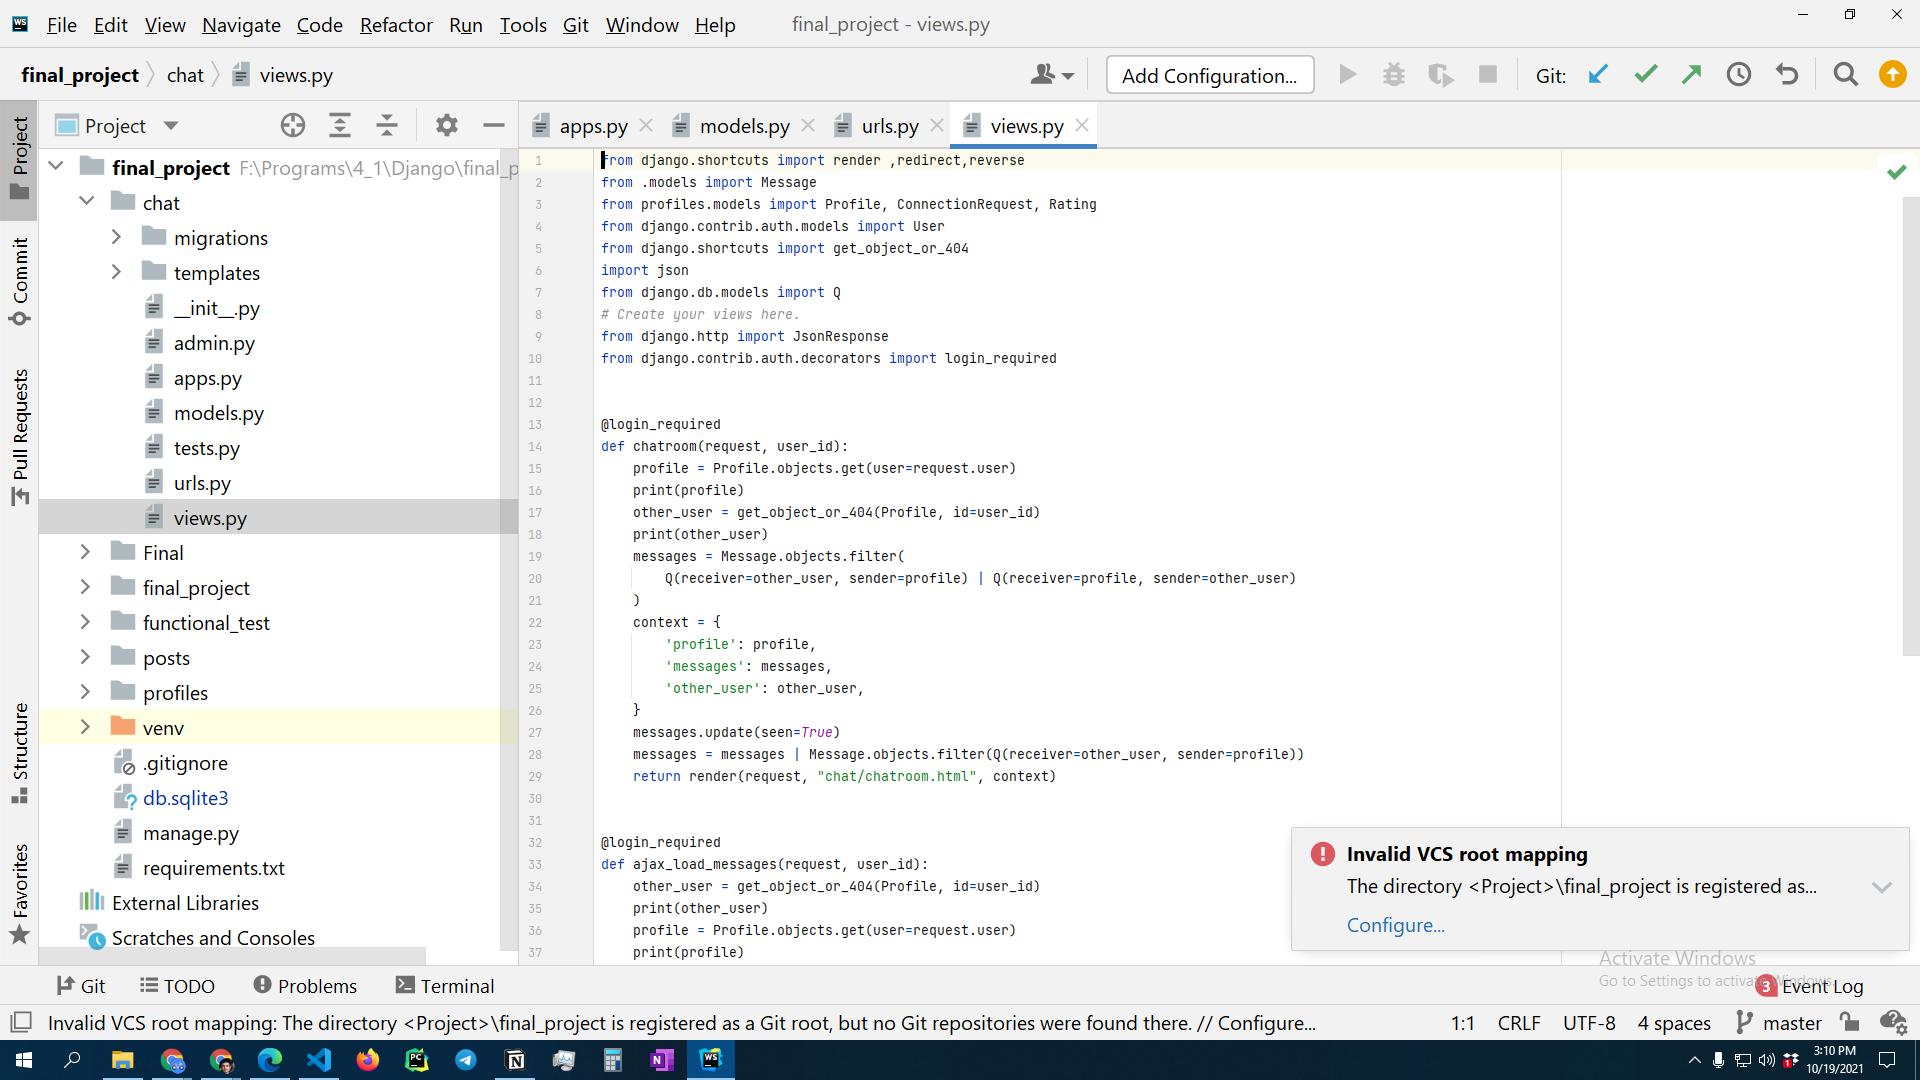 File Edit View Navigate Code Refactor Run Tools Git Window Help final_project - views.py
final_project chat views.py Add Configuration... Git:
Project
Commit
Pull Requests
Structure
Favorites
Project
final_project F:\Programs\4_1\Django\final_p
chat
migrations
templates
__init__.py
admin.py
apps.py
models.py
tests.py
urls.py
views.py
Final
final_project
functional_test
posts
profiles
venv
.gitignore
db.sqlite3
manage.py
requirements.txt
External Libraries
Scratches and Consoles
apps.py models.py urls.py views.py
1 from django.shortcuts import render ,redirect,reverse
2 from .models import Message
3 from profiles.models import Profile, ConnectionRequest, Rating
4 from django.contrib.auth.models import User
5 from django.shortcuts import get_object_or_404
6 import json
7 from django.db.models import Q
8 # Create your views here.
9 from django.http import JsonResponse
10 from django.contrib.auth.decorators import login_required
11
12
13 @login_required
14 def chatroom(request, user_id):
15 profile = Profile.objects.get(user=request.user)
16 print(profile)
17 other_user = get_object_or_404(Profile, id=user_id)
18 print(other_user)
19 messages = Message.objects.filter(
20 Q(receiver=other_user, sender=profile) | Q(receiver=profile, sender=other_user)
21 )
22 context = {
23 'profile': profile,
24 'messages': messages,
25 'other_user': other_user,
26 }
27 messages.update(seen=True)
28 messages = messages | Message.objects.filter(Q(receiver=other_user, sender=profile))
29 return render(request, "chat/chatroom.html", context)
30
31
32 @login_required
33 def ajax_load_messages(request, user_id):
34 other_user = get_object_or_404(Profile, id=user_id)
35 print(other_user)
36 profile = Profile.objects.get(user=request.user)
37 print(profile)
Invalid VCS root mapping
The directory <Project>\final_project is registered as...
Configure...
Activate Windows
Go to Settings to activate Windows.
Git TODO Problems Terminal 3 Event Log
Invalid VCS root mapping: The directory <Project>\final_project is registered as a Git root, but no Git repositories were found there. // Configure... 1:1 CRLF UTF-8 4 spaces master
3:10 PM
10/19/2021